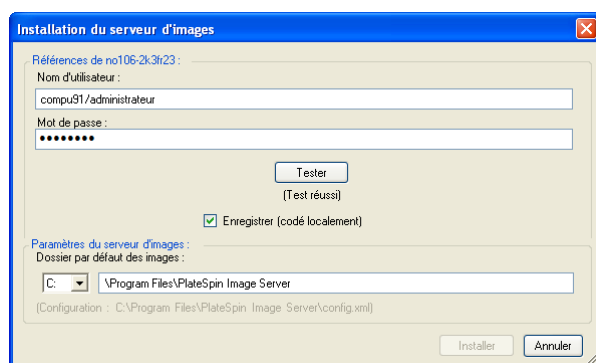 Installation du serveur d'images
Références de no106-2k3fr23 :
Nom d'utilisateur :
compu91/administrateur
Mot de passe :
••••••••
Tester
(Test réussi)
Enregistrer (codé localement)
Paramètres du serveur d'images :
Dossier par défaut des images :
C: \Program Files\PlateSpin Image Server
(Configuration : C:\Program Files\PlateSpin Image Server\config.xml)
Installer Annuler